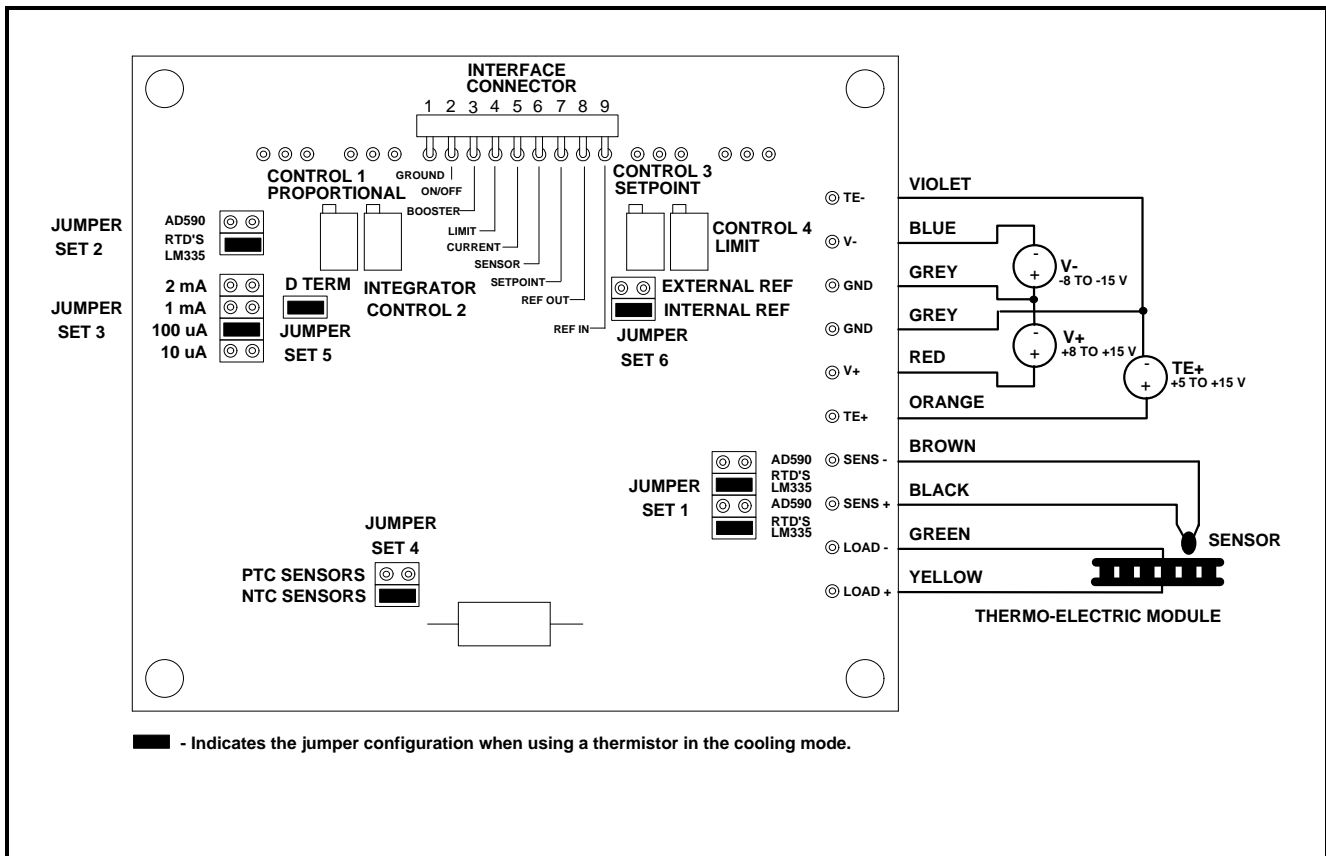 INTERFACE
CONNECTOR
1 2 3 4 5 6 7 8 9
CONTROL 1
PROPORTIONAL
GROUND
ON/OFF
BOOSTER
LIMIT
CURRENT
SENSOR
SETPOINT
REF OUT
REF IN
CONTROL 3
SETPOINT
CONTROL 4
LIMIT
JUMPER
SET 2
AD590
RTD'S
LM335
JUMPER
SET 3
2 mA
1 mA
100 uA
10 uA
D TERM
JUMPER
SET 5
INTEGRATOR
CONTROL 2
EXTERNAL REF
INTERNAL REF
JUMPER
SET 6
TE-
V-
GND
GND
V+
TE+
SENS -
SENS +
LOAD -
LOAD +
VIOLET
BLUE
GREY
GREY
RED
ORANGE
BROWN
BLACK
GREEN
YELLOW
-
+
V-
-8 TO -15 V
-
+
V+
+8 TO +15 V
-
+
TE+
+5 TO +15 V
SENSOR
THERMO-ELECTRIC MODULE
JUMPER
SET 1
AD590
RTD'S
LM335
AD590
RTD'S
LM335
JUMPER
SET 4
PTC SENSORS
NTC SENSORS
- Indicates the jumper configuration when using a thermistor in the cooling mode.